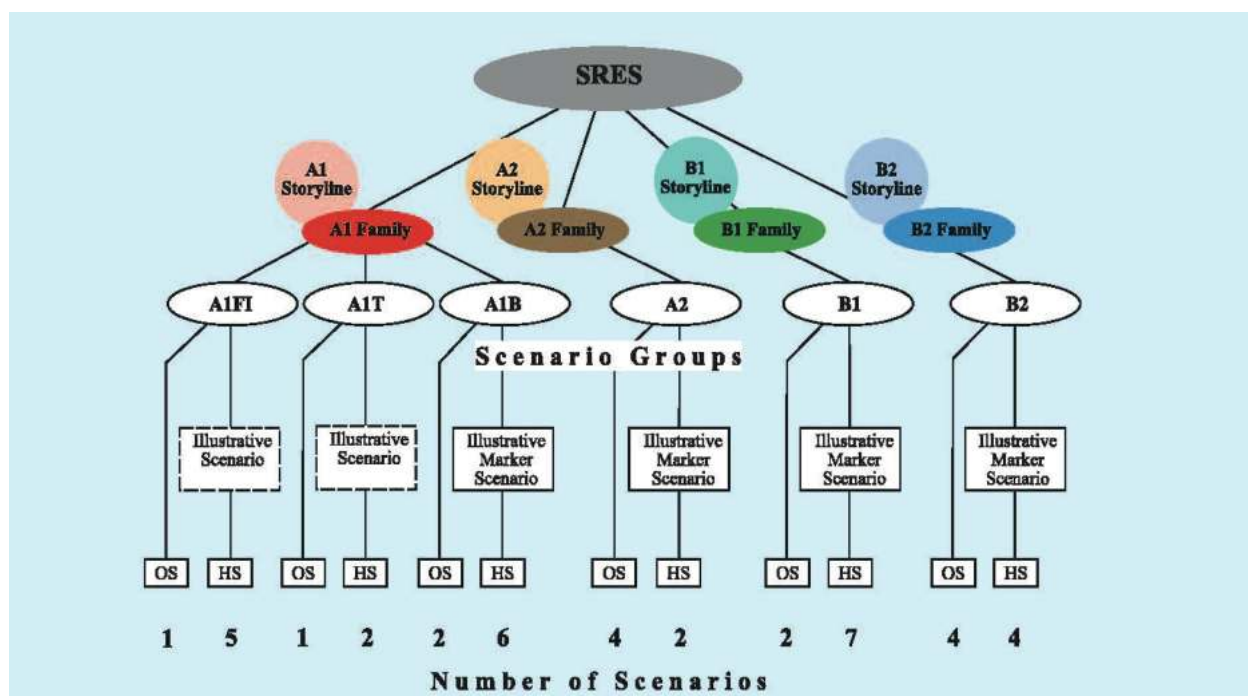 SRES
A1
Storyline
A2
Storyline
B1
Storyline
B2
Storyline
A1 Family
A2 Family
B1 Family
B2 Family
A1FI
A1T
A1B
A2
B1
B2
Scenario Groups
Illustrative
Scenario
Illustrative
Scenario
Illustrative
Marker
Scenario
Illustrative
Marker
Scenario
Illustrative
Marker
Scenario
Illustrative
Marker
Scenario
OS HS OS HS OS HS OS HS OS HS OS HS
1 5 1 2 2 6 4 2 2 7 4 4
Number of Scenarios